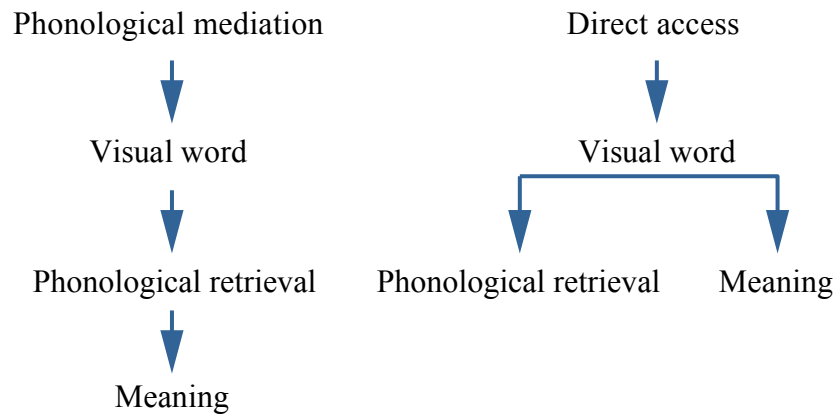 Phonological mediation
Visual word
Phonological retrieval
Meaning
Direct access
Visual word
Phonological retrieval
Meaning